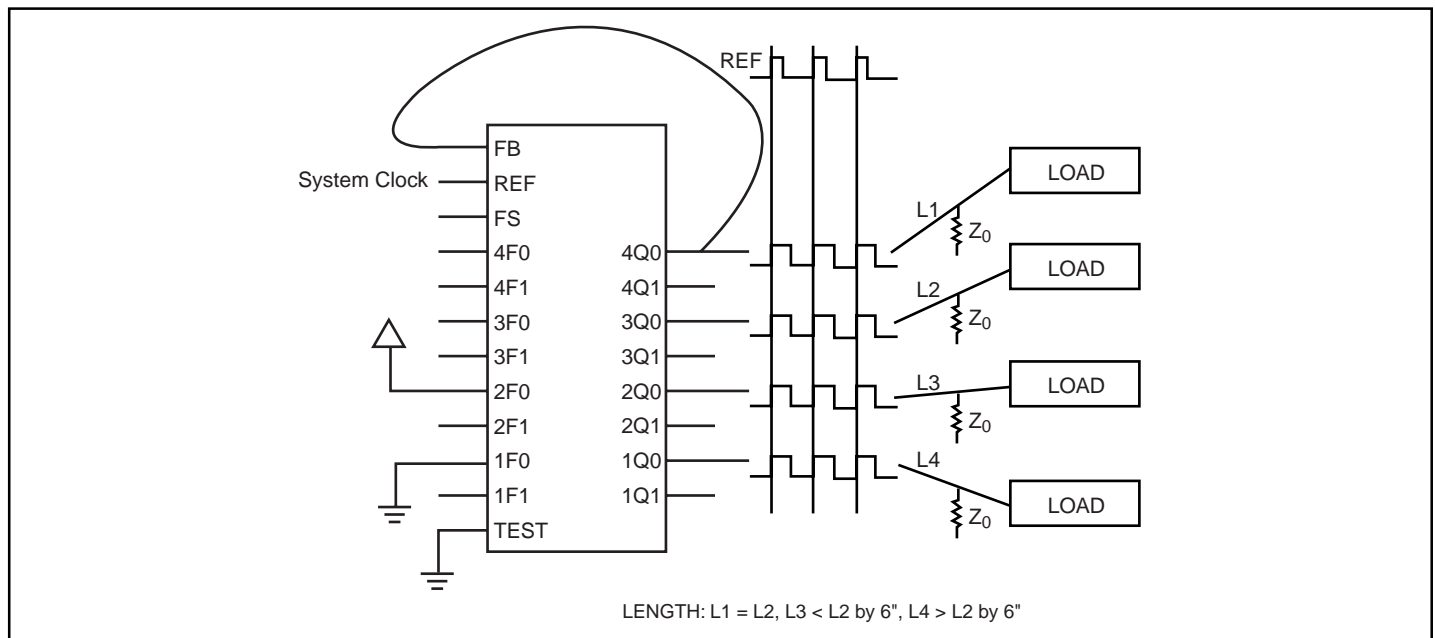 REF
FB
System Clock
REF
FS
4F0
4F1
3F0
3F1
2F0
2F1
1F0
1F1
TEST
4Q0
4Q1
3Q0
3Q1
2Q0
2Q1
1Q0
1Q1
L1
Z0
LOAD
L2
Z0
LOAD
L3
Z0
LOAD
L4
Z0
LOAD
LENGTH: L1 = L2, L3 < L2 by 6", L4 > L2 by 6"